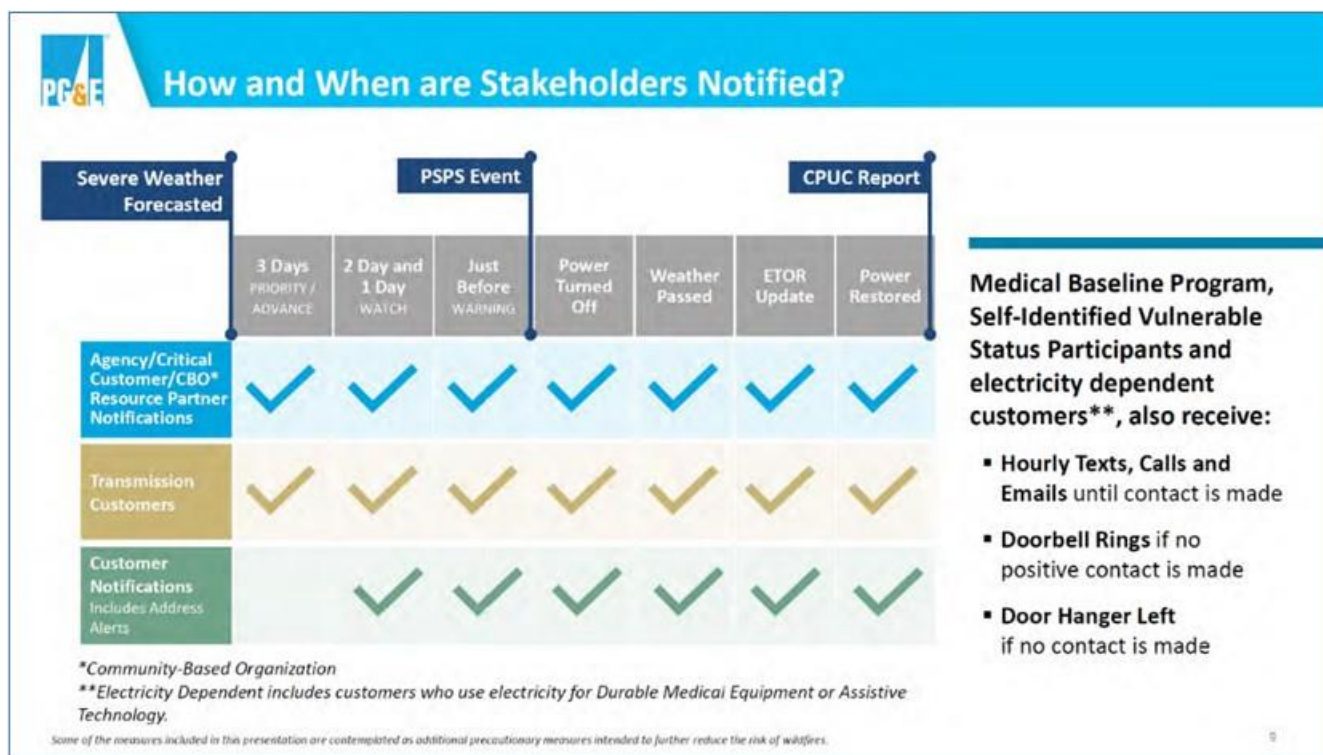 PG&E
How and When are Stakeholders Notified?
Severe Weather
Forecasted
PSPS Event
CPUC Report
3 Days
PRIORITY /
ADVANCE
2 Day and
1 Day
WATCH
Just
Before
WARNING
Power
Turned
Off
Weather
Passed
ETOR
Update
Power
Restored
Agency/Critical
Customer/CBO*
Resource Partner
Notifications
Transmission
Customers
Customer
Notifications
Includes Address
Alerts
*Community-Based Organization
**Electricity Dependent includes customers who use electricity for Durable Medical Equipment or Assistive
Technology.
Medical Baseline Program,
Self-Identified Vulnerable
Status Participants and
electricity dependent
customers**, also receive:
▪ Hourly Texts, Calls and
Emails until contact is made
▪ Doorbell Rings if no
positive contact is made
▪ Door Hanger Left
if no contact is made
Some of the measures included in this presentation are contemplated as additional precautionary measures intended to further reduce the risk of wildfires.
9